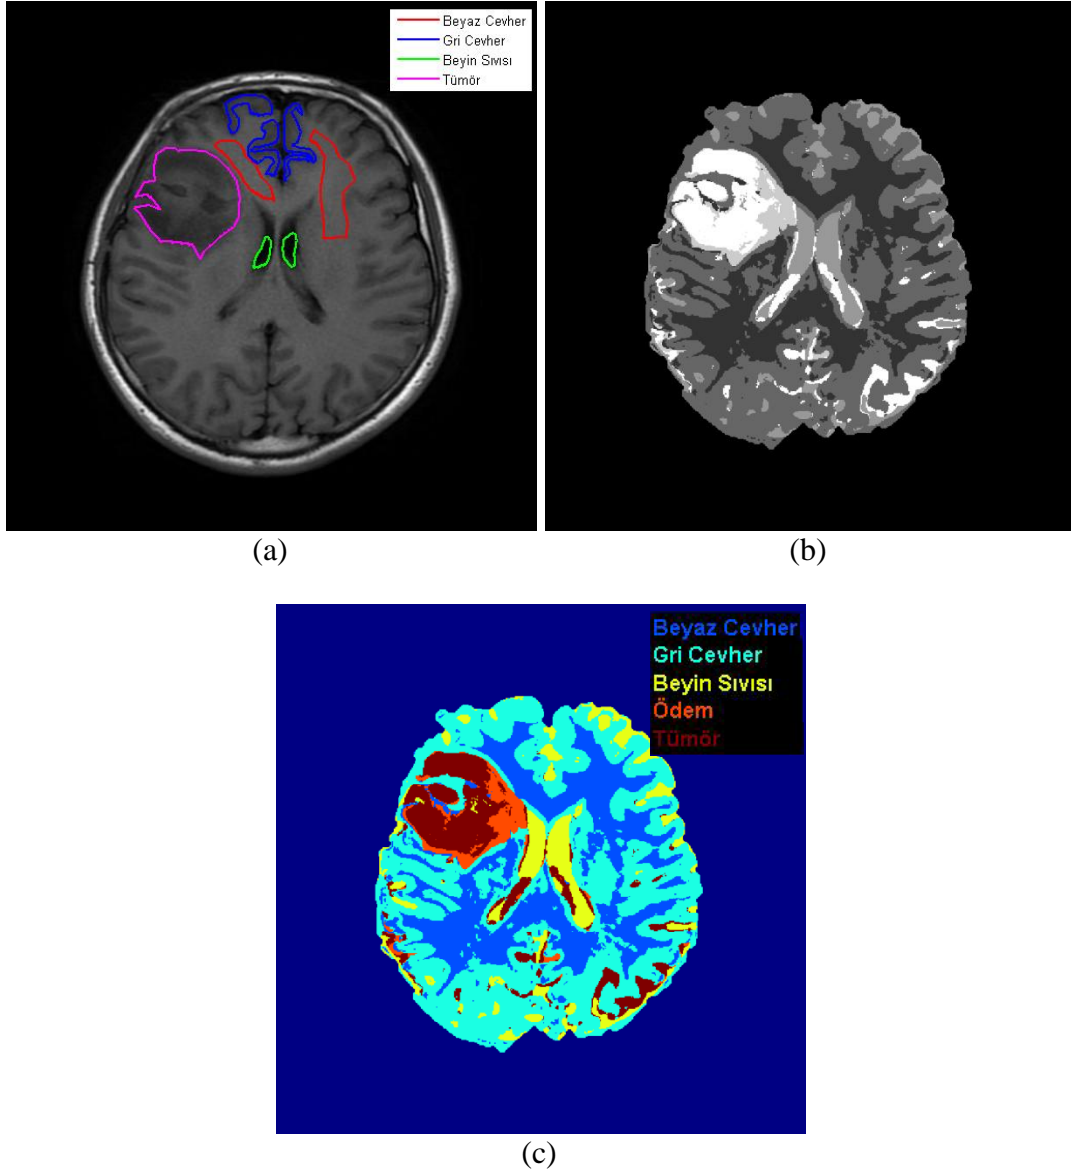 Beyaz Cevher
Gri Cevher
Beyin Sıvısı
Tümör
(a)
(b)
Beyaz Cevher
Gri Cevher
Beyin Sıvısı
Ödem
Tümör
(c)